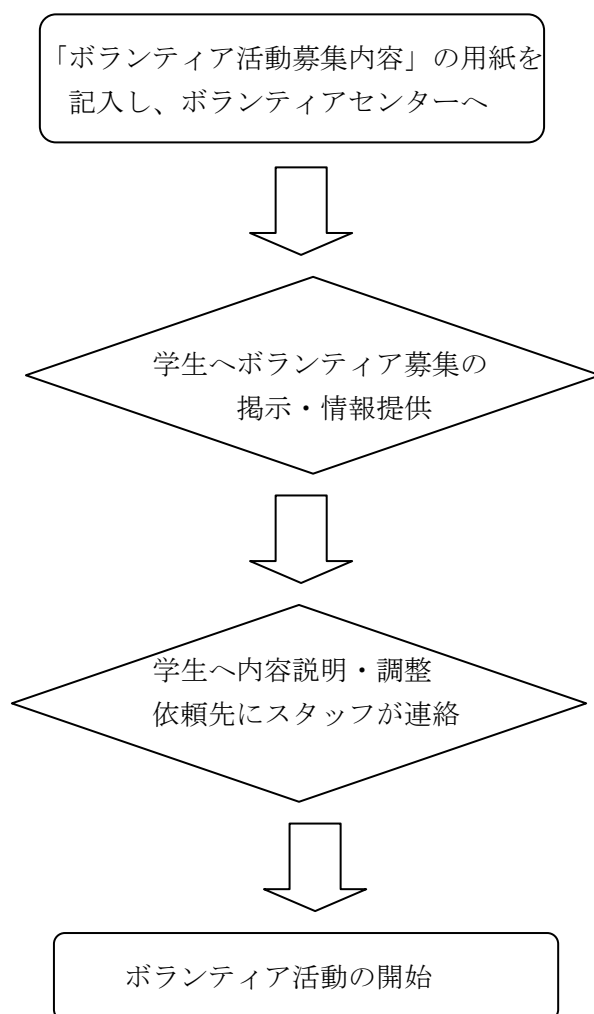 「ボランティア活動募集内容」の用紙を
記入し、ボランティアセンターへ
学生へボランティア募集の
掲示・情報提供
学生へ内容説明・調整
依頼先にスタッフが連絡
ボランティア活動の開始